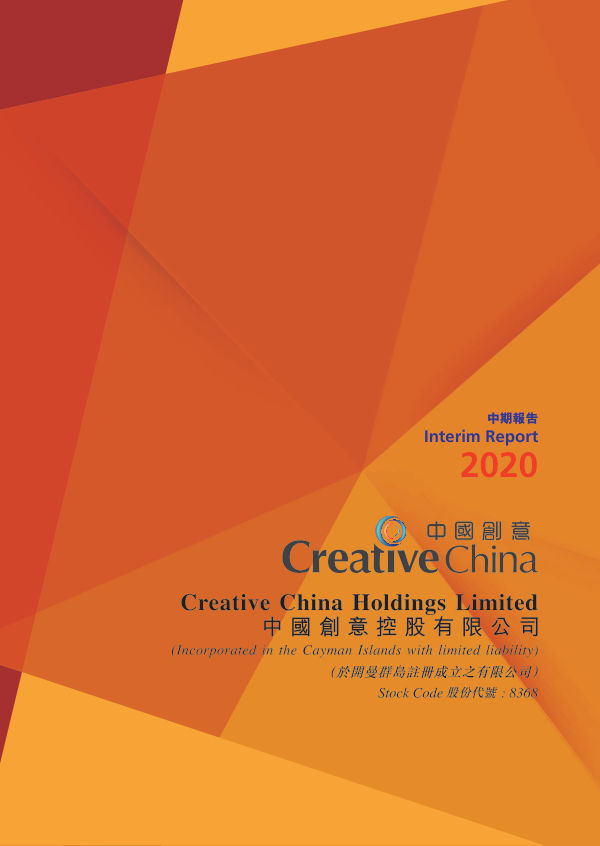 中期報告
Interim Report
2020
中國創意
Creative China
Creative China Holdings Limited
中國創意控股有限公司
(Incorporated in the Cayman Islands with limited liability)
(於開曼群島註冊成立之有限公司)
Stock Code 股份代號 : 8368